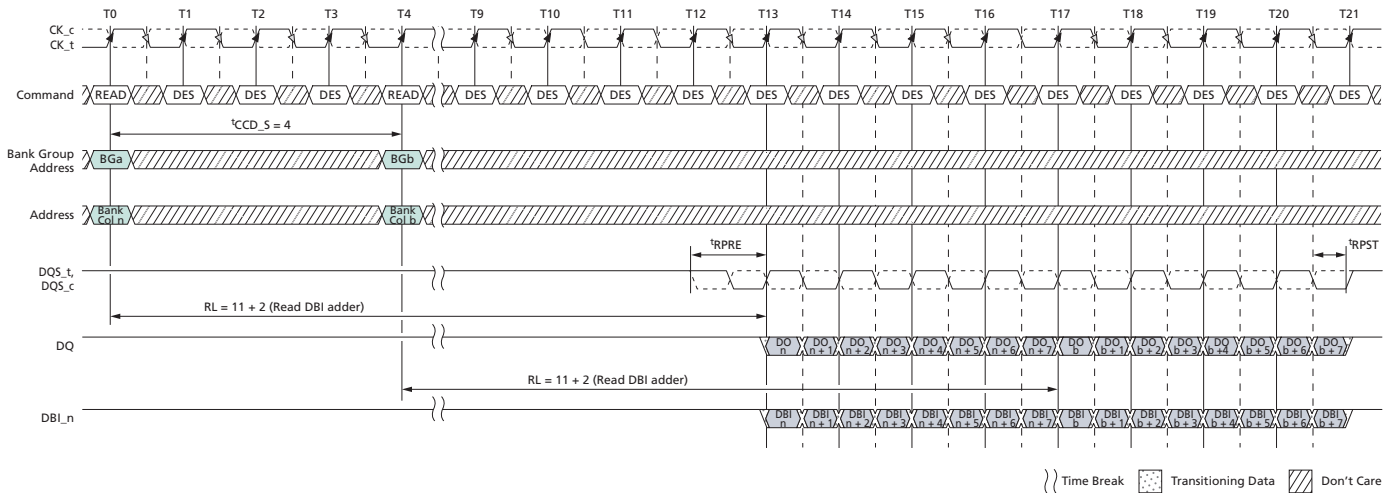 T0 T1 T2 T3 T4 T9 T10 T11 T12 T13 T14 T15 T16 T17 T18 T19 T20 T21
CK_c
CK_t
Command READ DES DES DES READ DES DES DES DES DES DES DES DES DES DES DES DES DES
tCCD_S = 4
Bank Group
Address
BGa BGb
Address
Bank
Col n
Bank
Col b
tRPRE tRPST
DQS_t,
DQS_c
RL = 11 + 2 (Read DBI adder)
DQ
DO DO DO DO DO DO DO DO DO DO DO DO DQ DO DO DO
n n + 1 n + 2 n + 3 n + 4 n + 5 n + 6 n + 7 b b + 1 b + 2 b + 3 b +4 b + 5 b + 6 b + 7
RL = 11 + 2 (Read DBI adder)
DBI_n
DBI DBI DBI DBI DBI DBI DBI DBI DBI DBI DBI DBI DBI DBI DBI DBI
n n + 1 n + 2 n + 3 n + 4 n + 5 n + 6 n + 7 b b + 1 b + 2 b + 3 b + 4 b + 5 b + 6 b + 7
Time Break Transitioning Data Don't Care